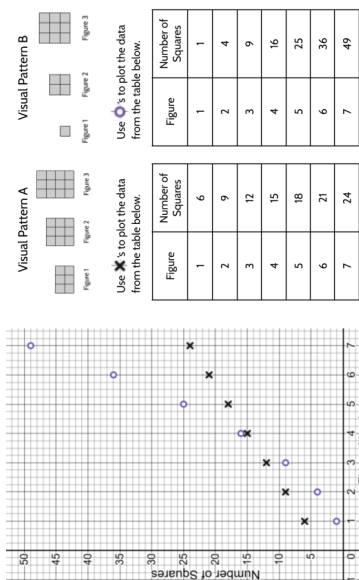 Visual Pattern A
Figure 1
Figure 2
Figure 3
Use ✖'s to plot the data
from the table below.
Figure Number of
Squares
1 6
2 9
3 12
4 15
5 18
6 21
7 24
Visual Pattern B
Figure 1
Figure 2
Figure 3
Use O's to plot the data
from the table below.
Figure Number of
Squares
1 1
2 4
3 9
4 16
5 25
6 36
7 49
Number of Squares
50
45
40
35
30
25
20
15
10
5
0 1 2 3 4 5 6 7